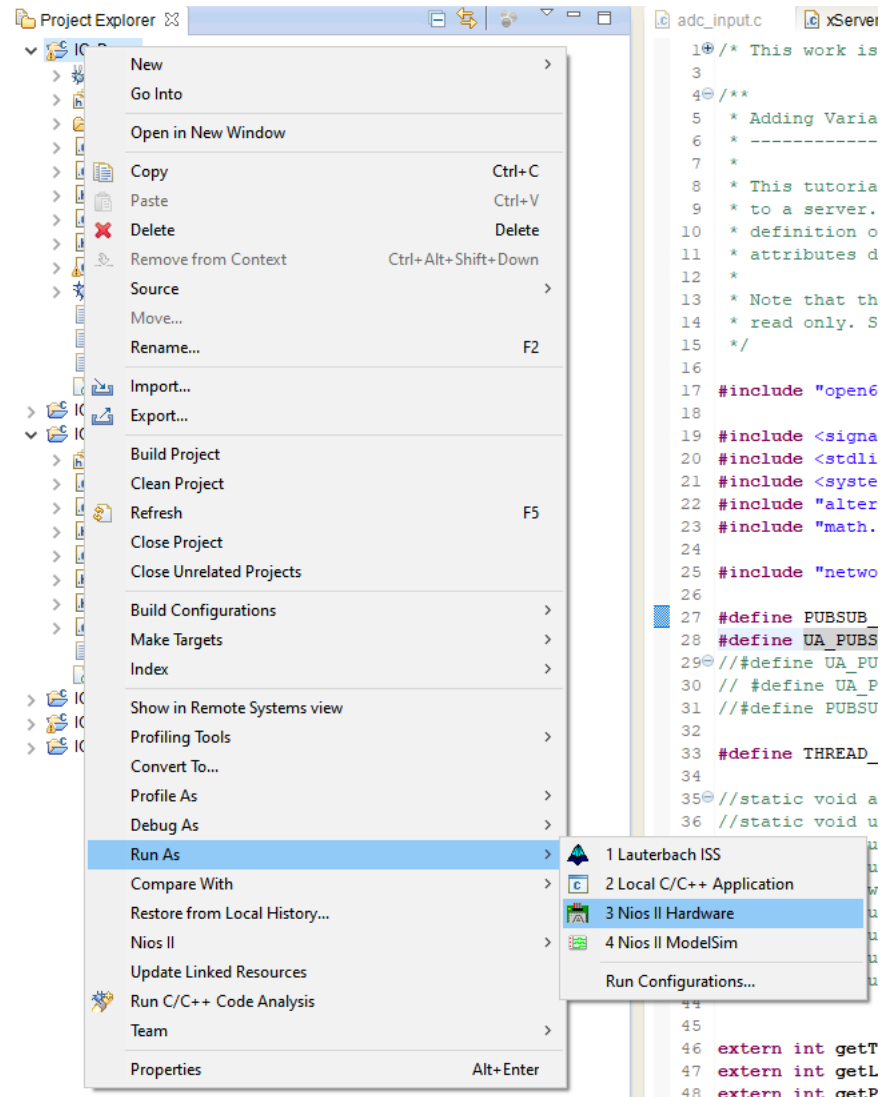 Project Explorer
IO
New
Go Into
Open in New Window
Copy Ctrl+C
Paste Ctrl+V
Delete Delete
Remove from Context Ctrl+Alt+Shift+Down
Source
Move...
Rename... F2
Import...
Export...
Build Project
Clean Project
Refresh F5
Close Project
Close Unrelated Projects
Build Configurations
Make Targets
Index
Show in Remote Systems view
Profiling Tools
Convert To...
Profile As
Debug As
Run As
Compare With
Restore from Local History...
Nios II
Update Linked Resources
Run C/C++ Code Analysis
Team
Properties Alt+Enter
1 Lauterbach ISS
2 Local C/C++ Application
3 Nios II Hardware
4 Nios II ModelSim
Run Configurations...
adc_input.c xServer
1 /* This work is
3
4 /**
5 * Adding Varia
6 * ------------
7 *
8 * This tutoria
9 * to a server.
10 * definition o
11 * attributes d
12 *
13 * Note that th
14 * read only. S
15 */
16
17 #include "open6
18
19 #include <signa
20 #include <stdli
21 #include <syste
22 #include "alter
23 #include "math.
24
25 #include "netwo
26
27 #define PUBSUB_
28 #define UA_PUBS
29 //#define UA_PU
30 // #define UA_P
31 //#define PUBSU
32
33 #define THREAD_
34
35 //static void a
36 //static void u
44
45
46 extern int getT
47 extern int getL
48 extern int getP